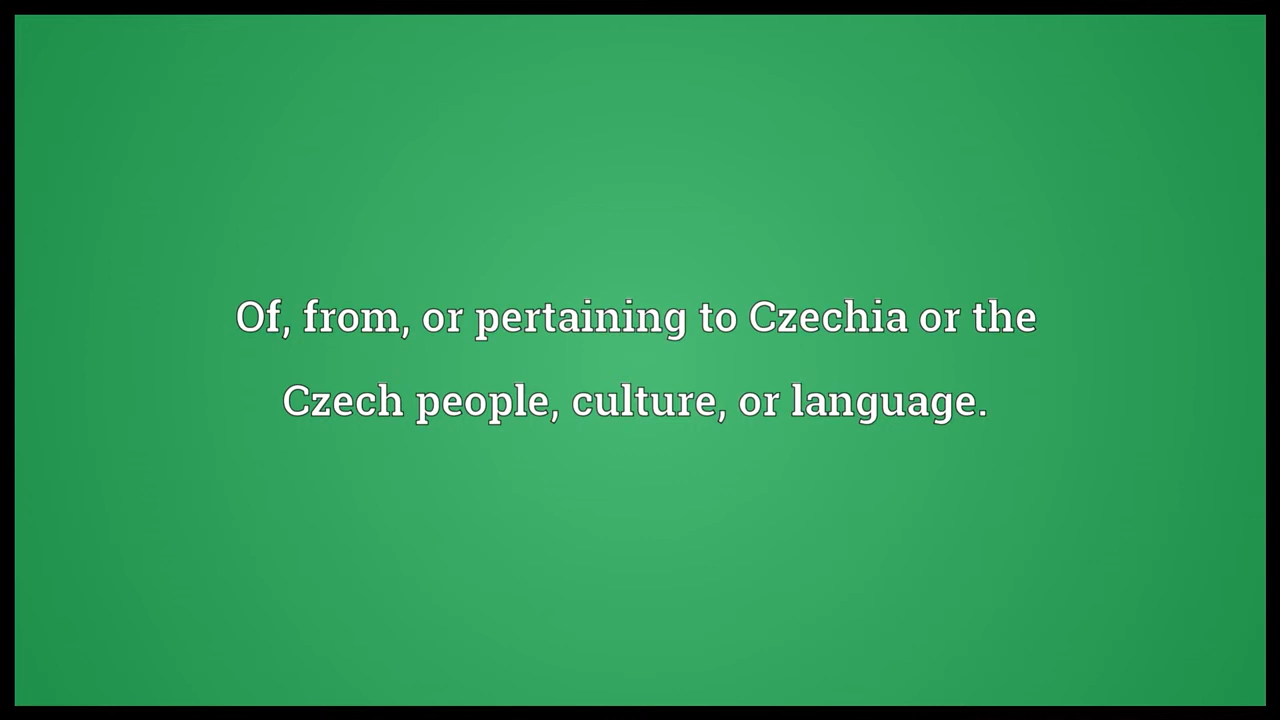 Of, from, or pertaining to Czechia or the
Czech people, culture, or language.